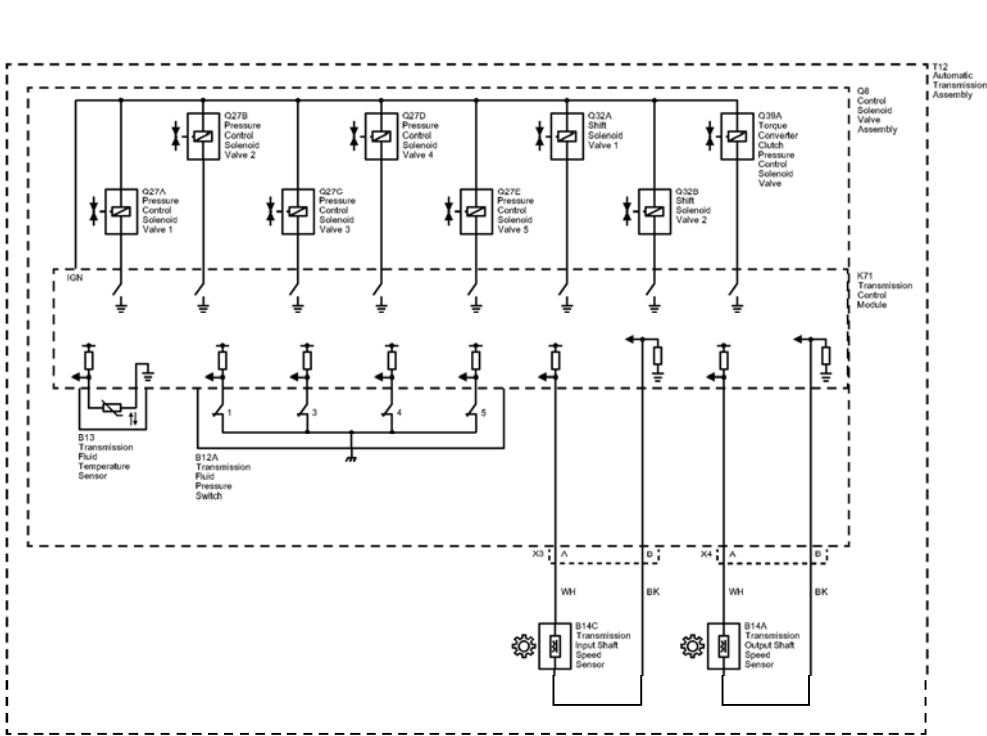 T12
Automatic
Transmission
Assembly
Q8
Control
Solenoid
Valve
Assembly
Q27B
Pressure
Control
Solenoid
Valve 2
Q27D
Pressure
Control
Solenoid
Valve 4
Q32A
Shift
Solenoid
Valve 1
Q39A
Torque
Converter
Clutch
Pressure
Control
Solenoid
Valve
Q27A
Pressure
Control
Solenoid
Valve 1
Q27C
Pressure
Control
Solenoid
Valve 3
Q27E
Pressure
Control
Solenoid
Valve 5
Q32B
Shift
Solenoid
Valve 2
IGN
K71
Transmission
Control
Module
1
3
4
5
B13
Transmission
Fluid
Temperature
Sensor
B12A
Transmission
Fluid
Pressure
Switch
X3
A
B
X4
A
B
WH
BK
WH
BK
B14C
Transmission
Input Shaft
Speed
Sensor
B14A
Transmission
Output Shaft
Speed
Sensor